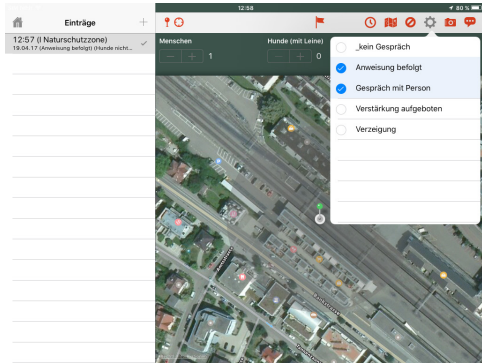 12:58
80 %
Einträge
12:57 (I Naturschutzzone)
19.04.17 (Anweisung befolgt) (Hunde nicht...
Menschen
1
Hunde (mit Leine)
0
_kein Gespräch
Anweisung befolgt
Gespräch mit Person
Verstärkung aufgeboten
Verzeigung